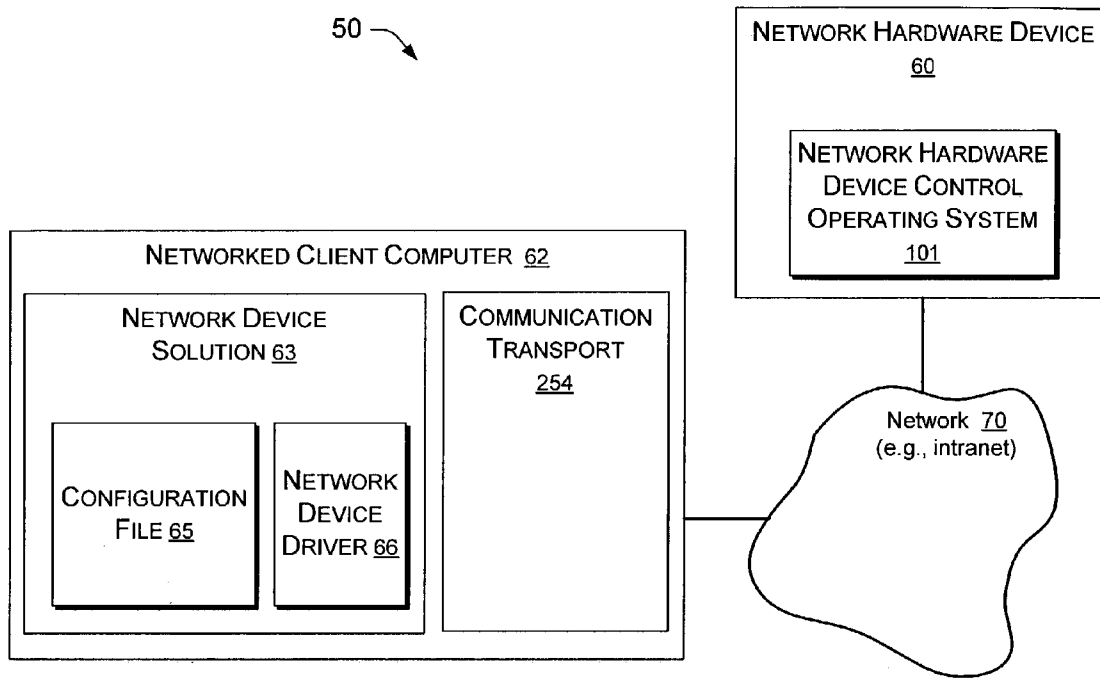 50
NETWORK HARDWARE DEVICE
60
NETWORK HARDWARE
DEVICE CONTROL
OPERATING SYSTEM
101
NETWORKED CLIENT COMPUTER 62
NETWORK DEVICE
SOLUTION 63
CONFIGURATION
FILE 65
NETWORK
DEVICE
DRIVER 66
COMMUNICATION
TRANSPORT
254
Network 70
(e.g., intranet)